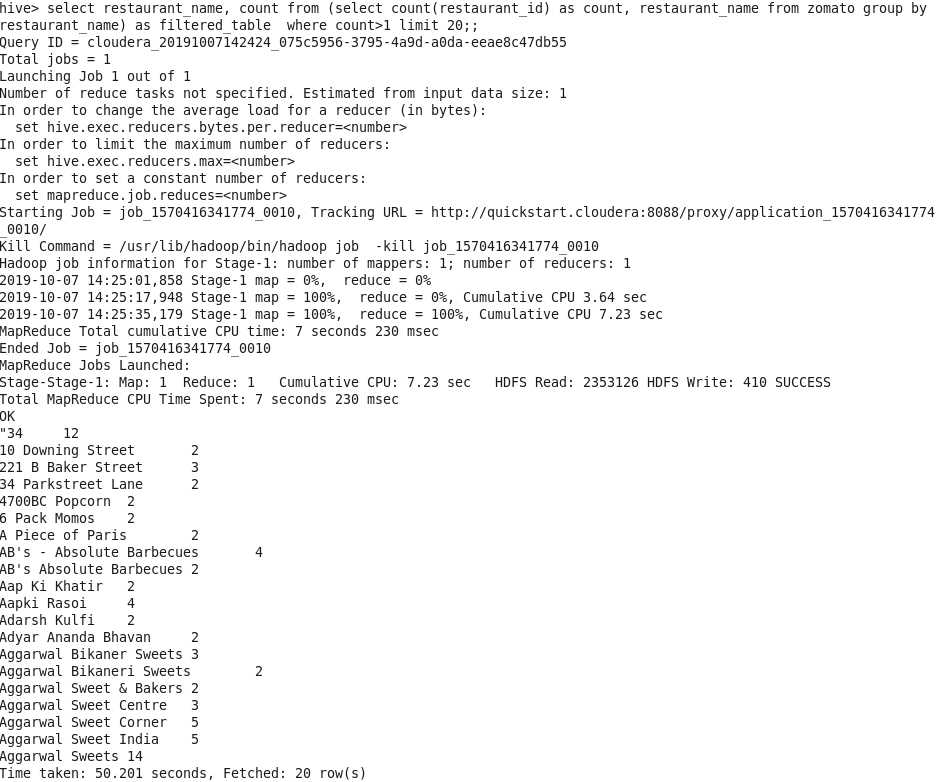 hive> select restaurant_name, count from (select count(restaurant_id) as count, restaurant_name from zomato group by
restaurant_name) as filtered_table  where count>1 limit 20;;
Query ID = cloudera_20191007142424_075c5956-3795-4a9d-a0da-eeae8c47db55
Total jobs = 1
Launching Job 1 out of 1
Number of reduce tasks not specified. Estimated from input data size: 1
In order to change the average load for a reducer (in bytes):
  set hive.exec.reducers.bytes.per.reducer=<number>
In order to limit the maximum number of reducers:
  set hive.exec.reducers.max=<number>
In order to set a constant number of reducers:
  set mapreduce.job.reduces=<number>
Starting Job = job_1570416341774_0010, Tracking URL = http://quickstart.cloudera:8088/proxy/application_1570416341774
_0010/
Kill Command = /usr/lib/hadoop/bin/hadoop job  -kill job_1570416341774_0010
Hadoop job information for Stage-1: number of mappers: 1; number of reducers: 1
2019-10-07 14:25:01,858 Stage-1 map = 0%,  reduce = 0%
2019-10-07 14:25:17,948 Stage-1 map = 100%,  reduce = 0%, Cumulative CPU 3.64 sec
2019-10-07 14:25:35,179 Stage-1 map = 100%,  reduce = 100%, Cumulative CPU 7.23 sec
MapReduce Total cumulative CPU time: 7 seconds 230 msec
Ended Job = job_1570416341774_0010
MapReduce Jobs Launched:
Stage-Stage-1: Map: 1  Reduce: 1   Cumulative CPU: 7.23 sec   HDFS Read: 2353126 HDFS Write: 410 SUCCESS
Total MapReduce CPU Time Spent: 7 seconds 230 msec
OK
"34     12
10 Downing Street       2
221 B Baker Street      3
34 Parkstreet Lane      2
4700BC Popcorn  2
6 Pack Momos    2
A Piece of Paris        2
AB's - Absolute Barbecues       4
AB's Absolute Barbecues 2
Aap Ki Khatir   2
Aapki Rasoi     4
Adarsh Kulfi    2
Adyar Ananda Bhavan     2
Aggarwal Bikaner Sweets 3
Aggarwal Bikaneri Sweets        2
Aggarwal Sweet & Bakers 2
Aggarwal Sweet Centre   3
Aggarwal Sweet Corner   5
Aggarwal Sweet India    5
Aggarwal Sweets 14
Time taken: 50.201 seconds, Fetched: 20 row(s)